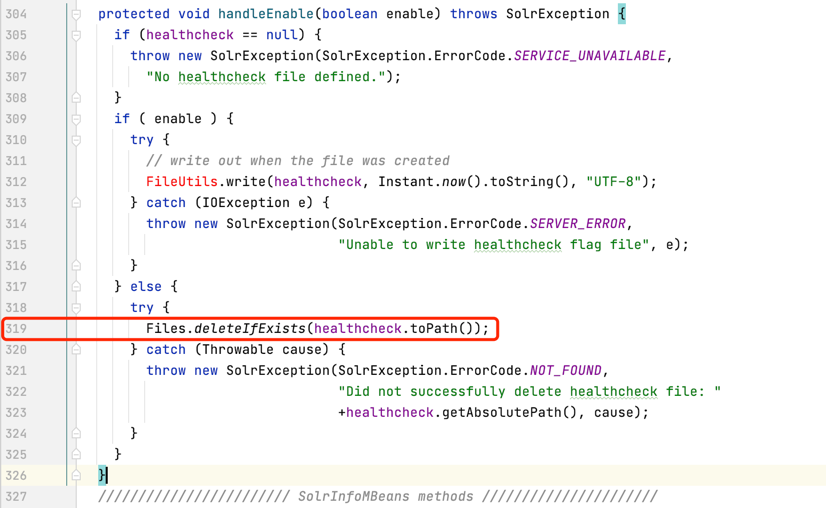 304 protected void handleEnable(boolean enable) throws SolrException {
305 if (healthcheck == null) {
306 throw new SolrException(SolrException.ErrorCode.SERVICE_UNAVAILABLE,
307 "No healthcheck file defined.");
308 }
309 if ( enable ) {
310 try {
311 // write out when the file was created
312 FileUtils.write(healthcheck, Instant.now().toString(), "UTF-8");
313 } catch (IOException e) {
314 throw new SolrException(SolrException.ErrorCode.SERVER_ERROR,
315 "Unable to write healthcheck flag file", e);
316 }
317 } else {
318 try {
319 Files.deleteIfExists(healthcheck.toPath());
320 } catch (Throwable cause) {
321 throw new SolrException(SolrException.ErrorCode.NOT_FOUND,
322 "Did not successfully delete healthcheck file: "
323 +healthcheck.getAbsolutePath(), cause);
324 }
325 }
326 }
327 //////////////////////// SolrInfoMBeans methods //////////////////////